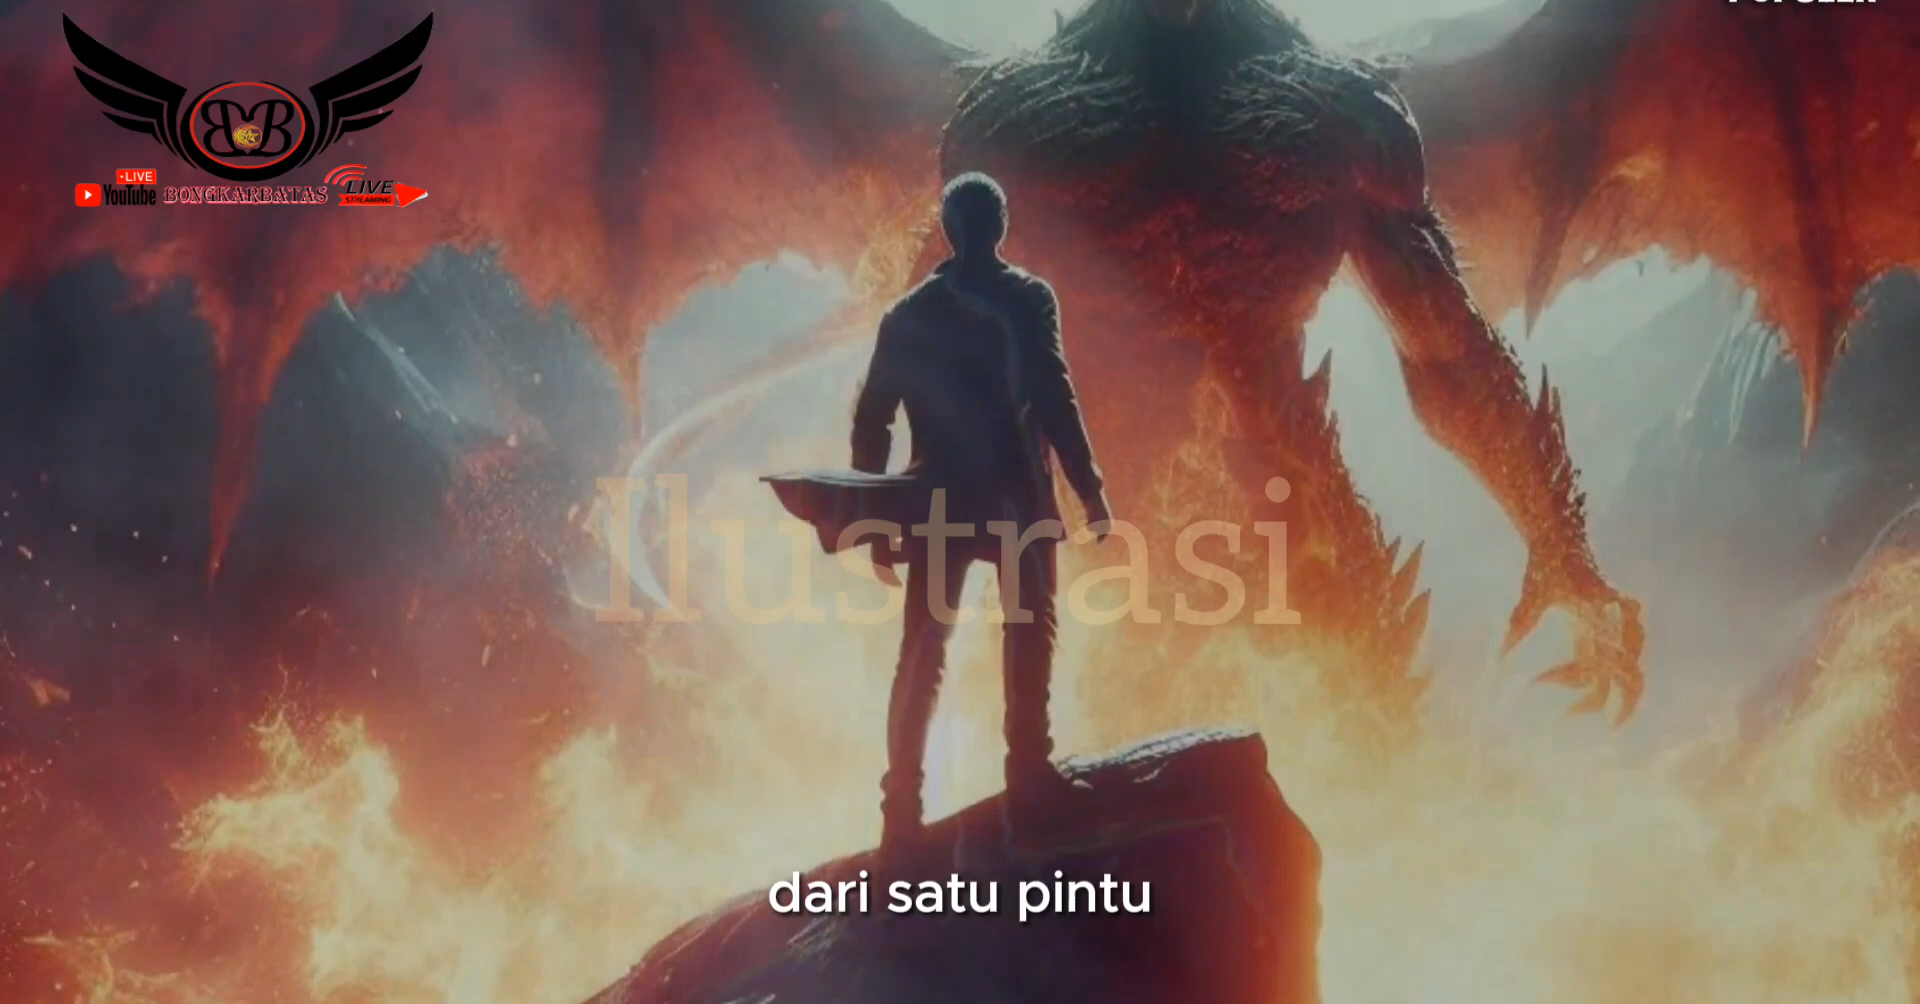 LIVE
YouTube BONGKARBATAS LIVE
STREAMING
Ilustrasi
dari satu pintu